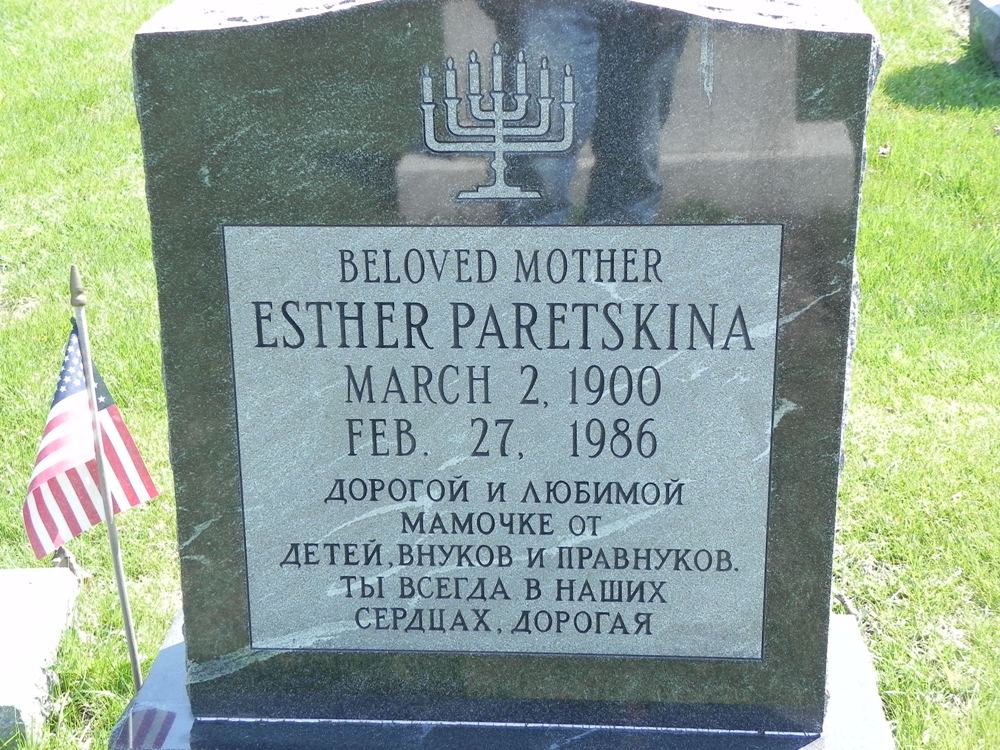 BELOVED MOTHER
ESTHER PARETSKINA
MARCH 2, 1900
FEB. 27, 1986
ДОРОГОЙ И ЛЮБИМОЙ
МАМОЧКЕ ОТ
ДЕТЕЙ, ВНУКОВ И ПРАВНУКОВ.
ТЫ ВСЕГДА В НАШИХ
СЕРДЦАХ, ДОРОГАЯ